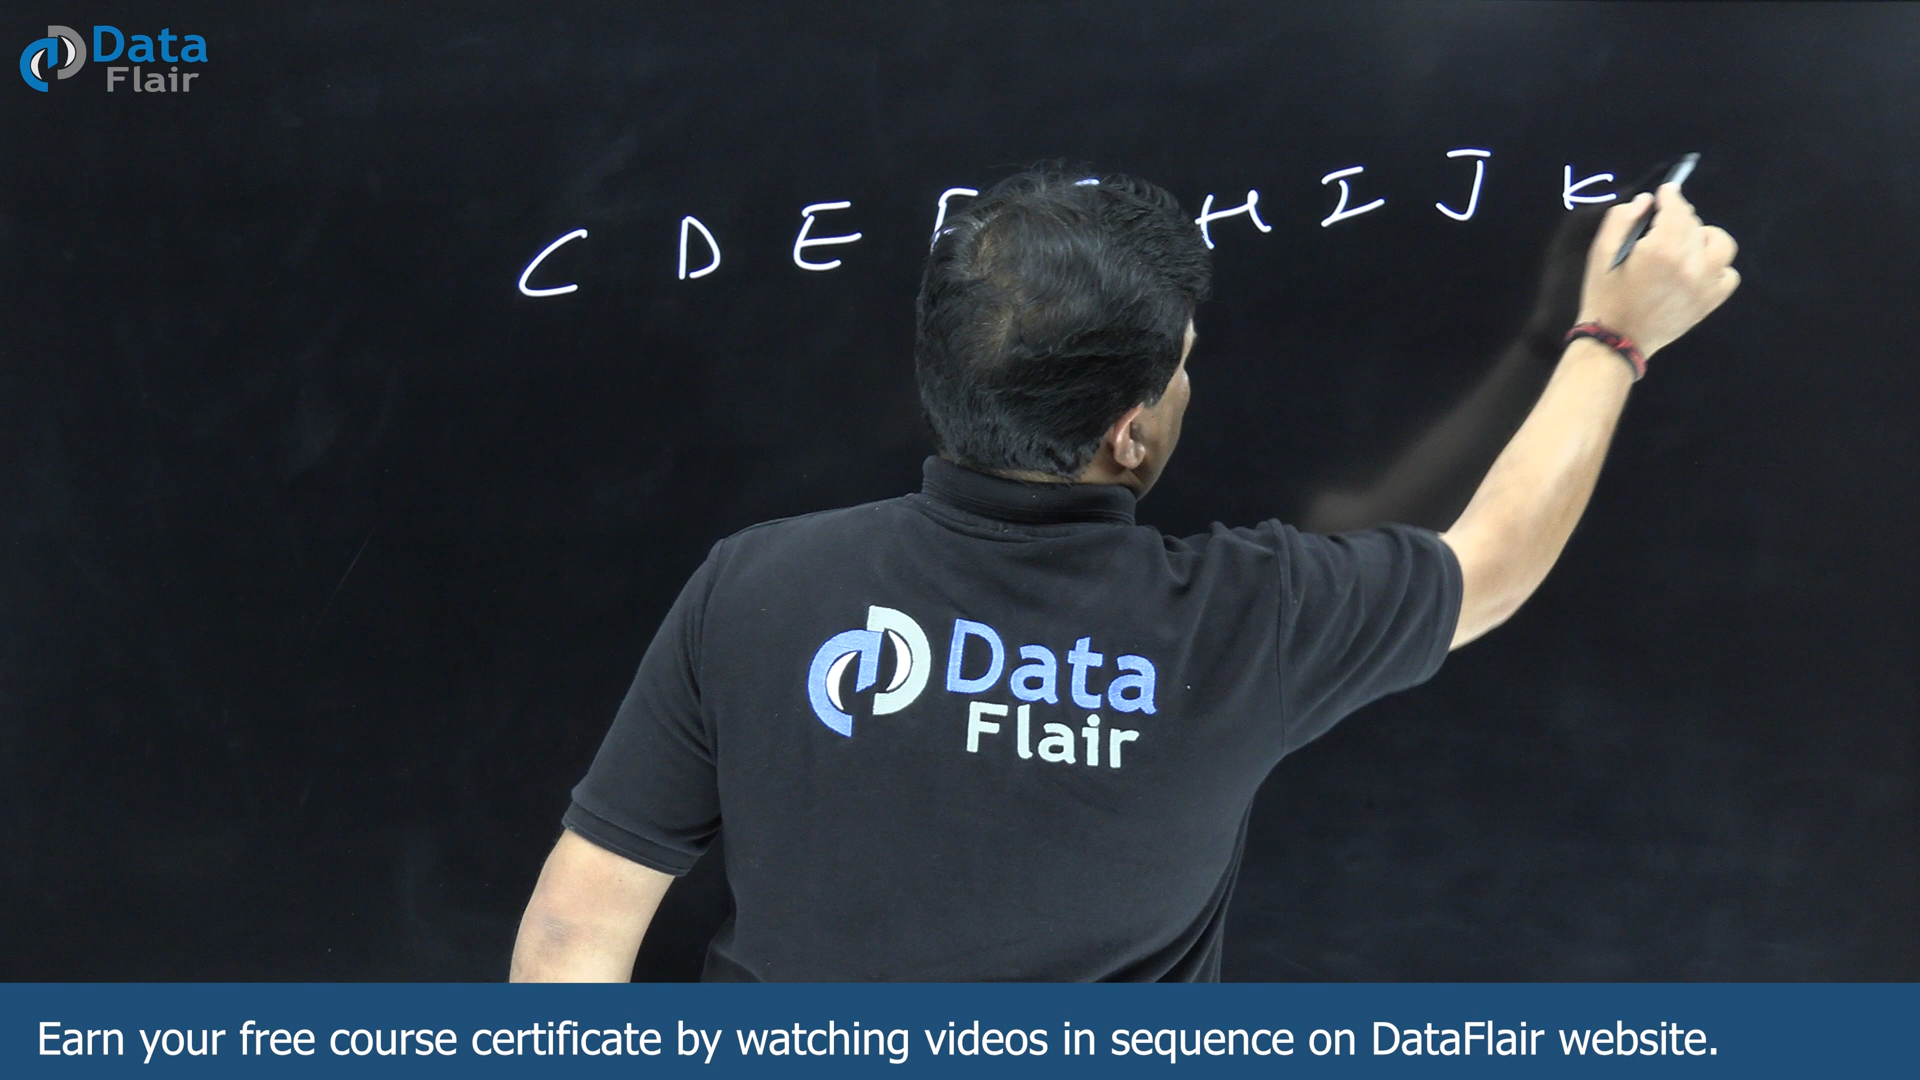 Data
Flair
C D E F H I J K
Data
Flair
Earn your free course certificate by watching videos in sequence on DataFlair website.